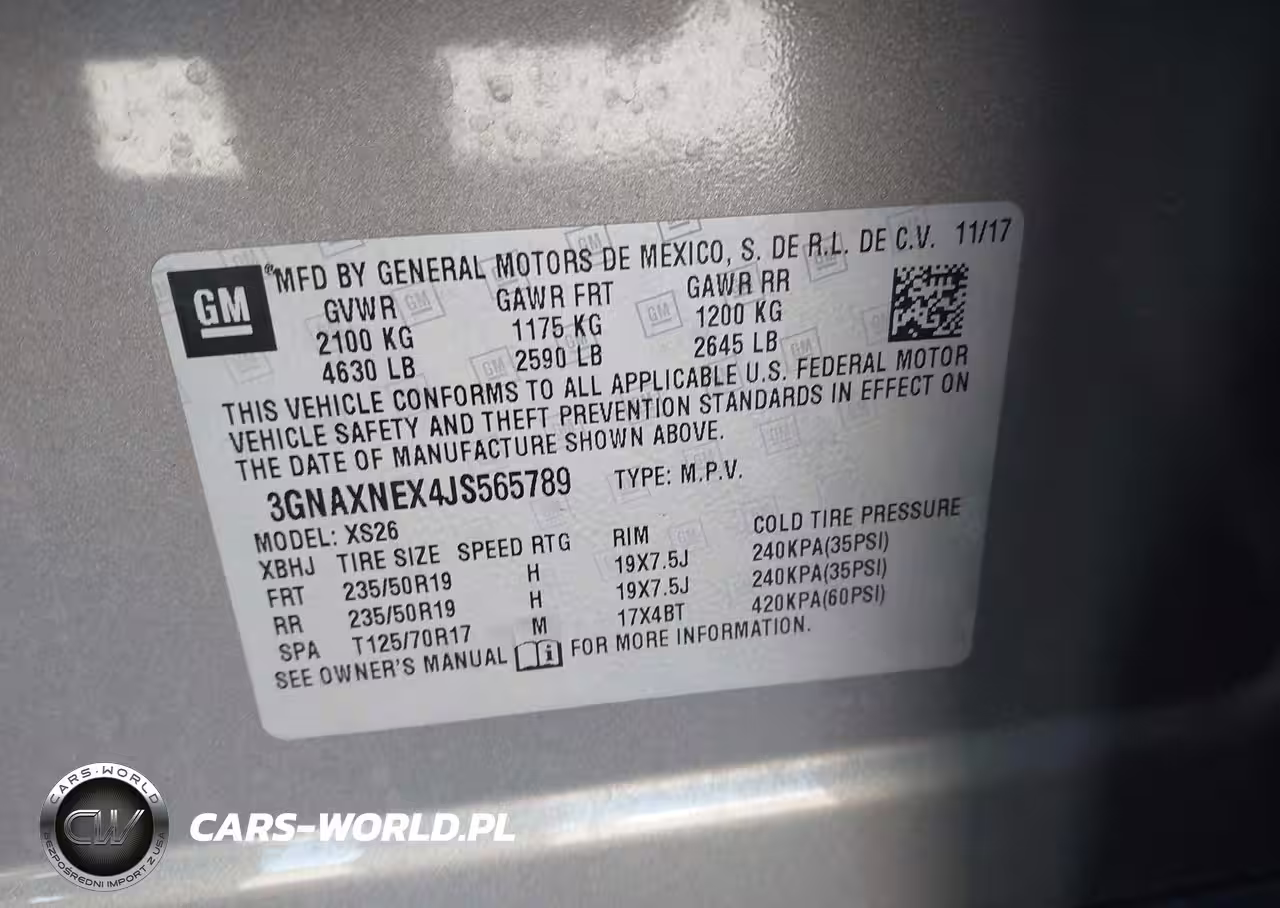 GM
®MFD BY GENERAL MOTORS DE MEXICO, S. DE R.L. DE C.V. 11/17
GVWR GAWR FRT GAWR RR
2100 KG 1175 KG 1200 KG
4630 LB 2590 LB 2645 LB
THIS VEHICLE CONFORMS TO ALL APPLICABLE U.S. FEDERAL MOTOR
VEHICLE SAFETY AND THEFT PREVENTION STANDARDS IN EFFECT ON
THE DATE OF MANUFACTURE SHOWN ABOVE.
3GNAXNEX4JS565789 TYPE: M.P.V.
MODEL: XS26
XBHJ TIRE SIZE SPEED RTG RIM COLD TIRE PRESSURE
FRT 235/50R19 H 19X7.5J 240KPA(35PSI)
RR 235/50R19 H 19X7.5J 240KPA(35PSI)
SPA T125/70R17 M 17X4BT 420KPA(60PSI)
SEE OWNER'S MANUAL i FOR MORE INFORMATION.
CARS-WORLD
CW
BEZPOŚREDNI IMPORT Z USA
CARS-WORLD.PL